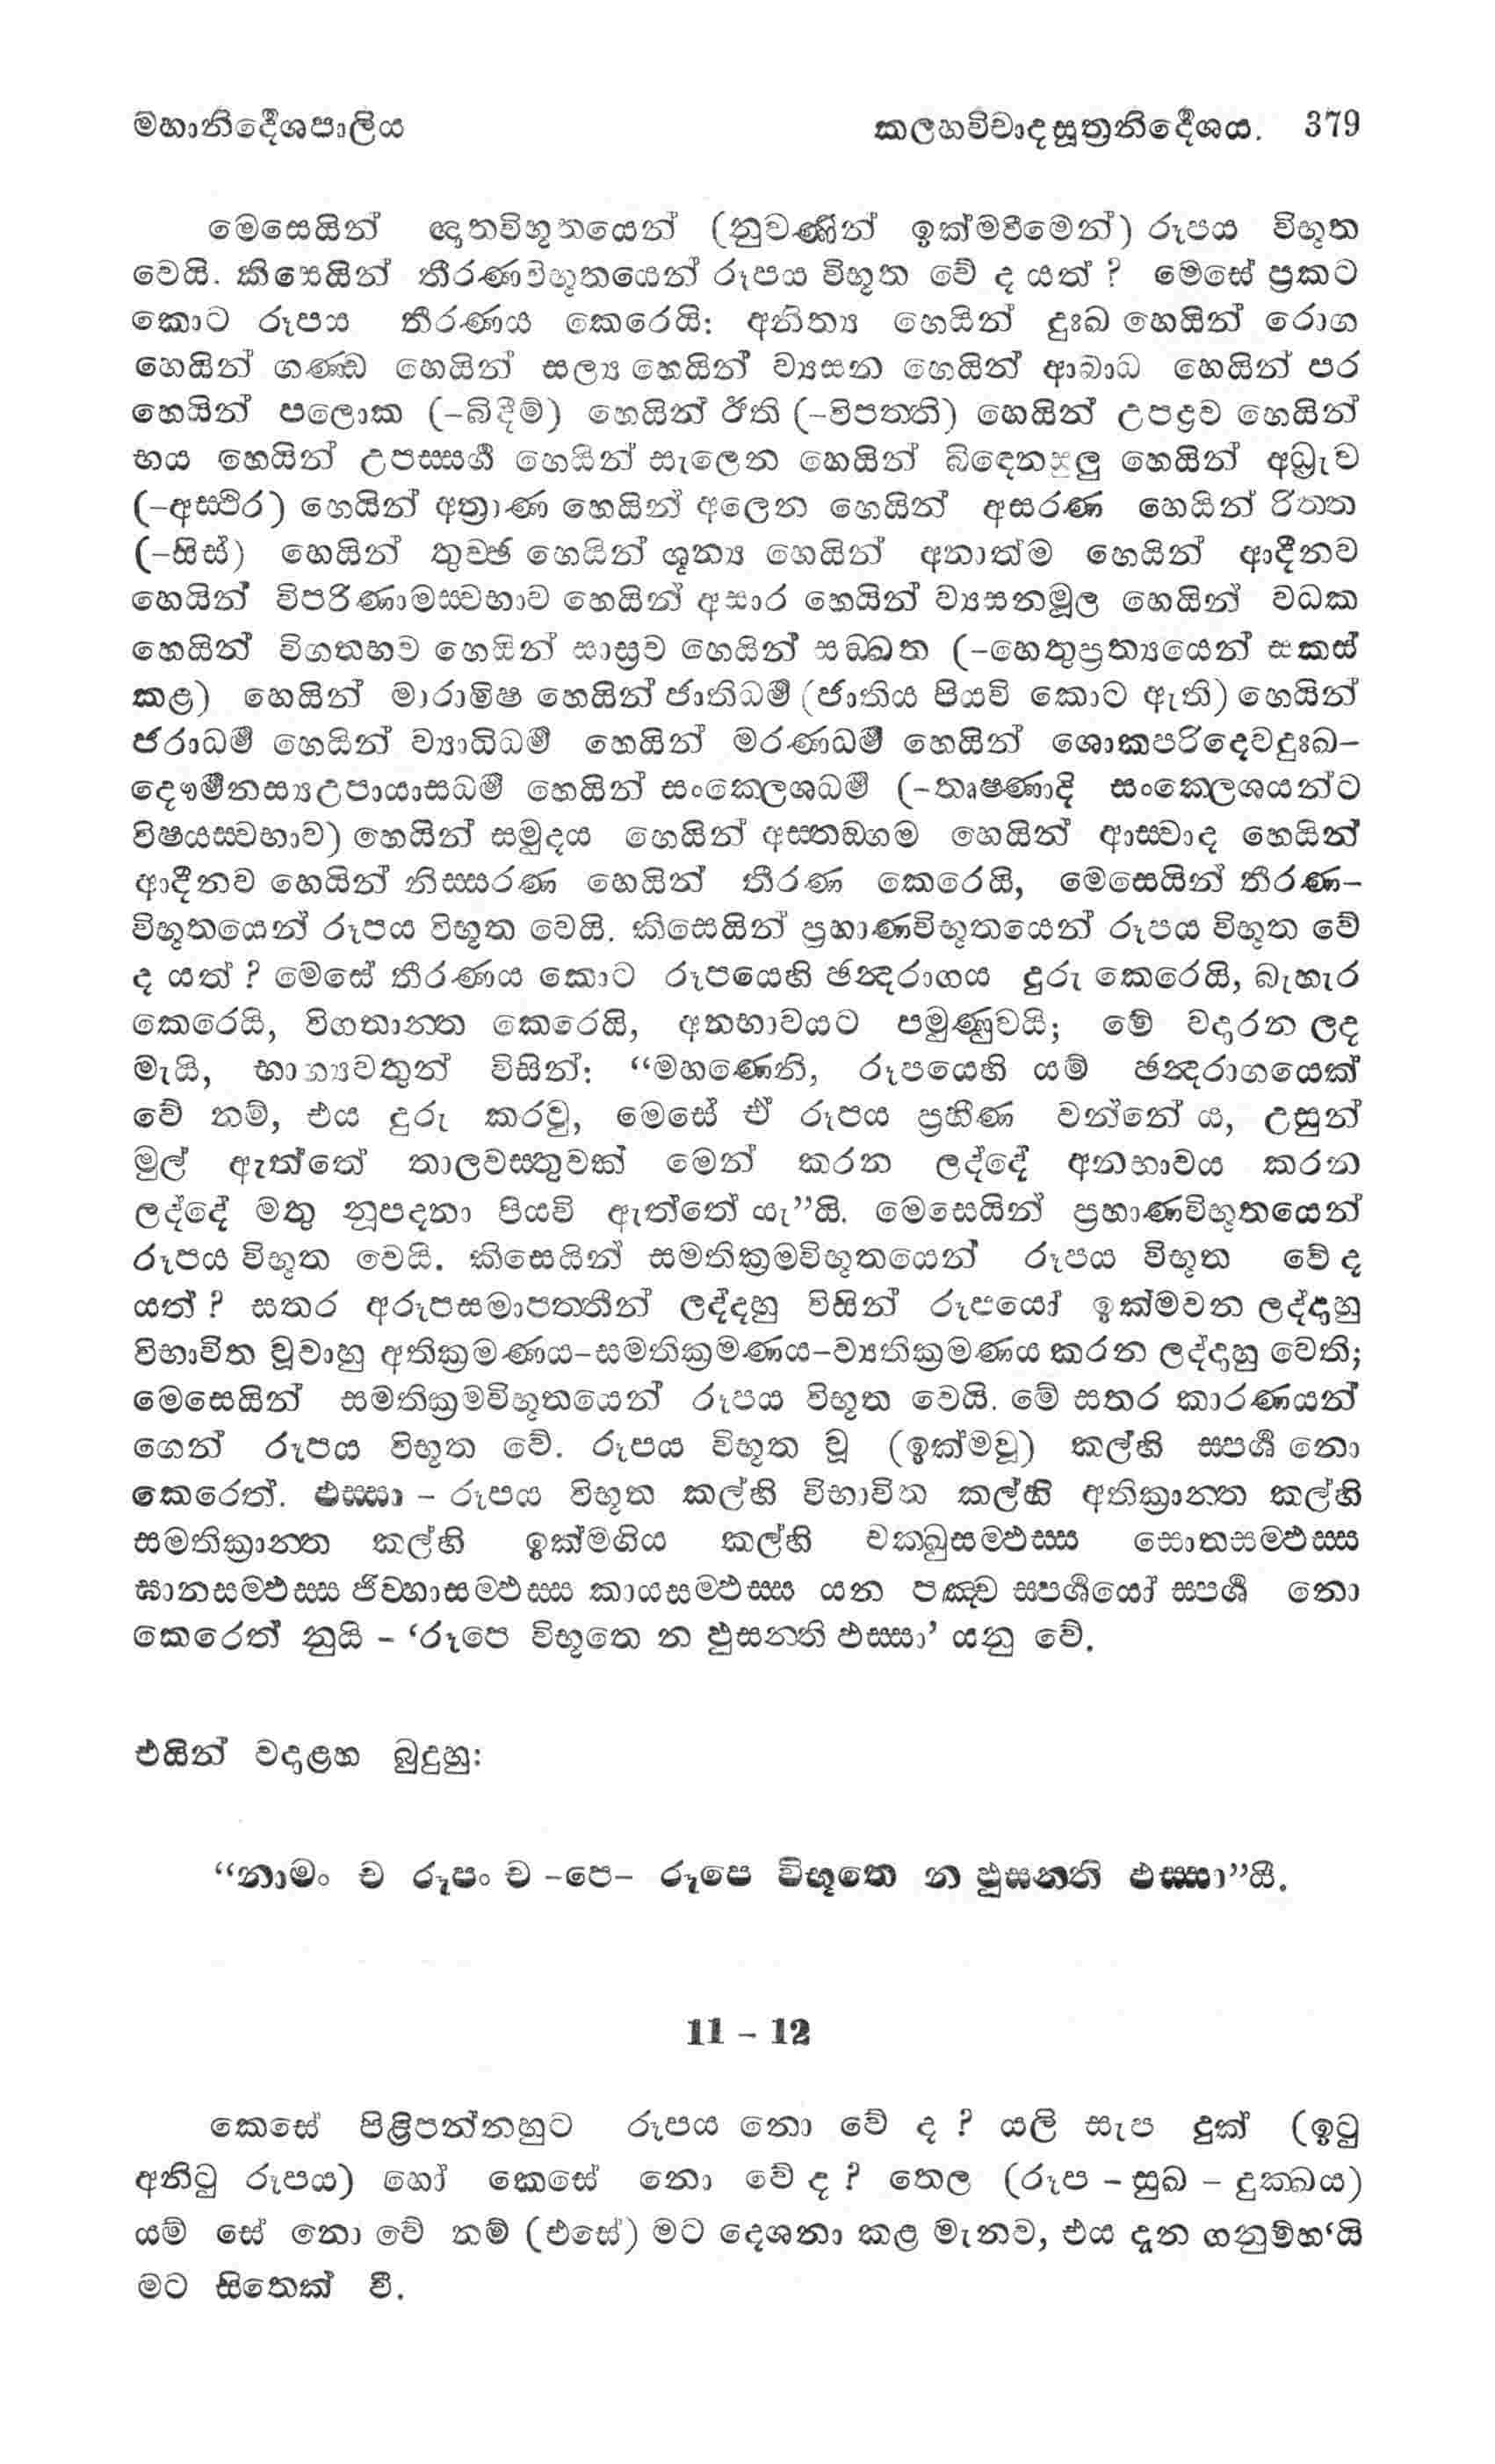 මහානිර්දේශපාලිය කලහවිවාදසූත්‍රනිර්දේශය. 379
මෙසෙයින් ඥාතවිභූතයෙන් (නුවණින් ඉක්මවීමෙන්) රූපය විභූත
වෙයි. කිසෙයින් තීරණවිභූතයෙන් රූපය විභූත වේ ද යත් ? මෙසේ ප්‍රකට
කොට රූපය තීරණය කෙරෙයි: අනිත්‍ය හෙයින් දුඃඛ හෙයින් රොග
හෙයින් ගණ්ඩ හෙයින් සල්‍ය හෙයින් ව්‍යසන හෙයින් ආබාධ හෙයින් පර
හෙයින් පලොක (-බිදීම්) හෙයින් ඊති (-විපත්ති) හෙයින් උපද්‍රව හෙයින්
භය හෙයින් උපසර්ග හෙයින් සැලෙන හෙයින් බිඳෙනසුලු හෙයින් අධ්‍රැව
(-අස්ථිර) හෙයින් අත්‍රාණ හෙයින් අලෙන හෙයින් අසරණ හෙයින් රිත්ත
(-සිස්) හෙයින් තුච්ඡ හෙයින් ශූන්‍ය හෙයින් අනාත්ම හෙයින් ආදීනව
හෙයින් විපරිණාමස්වභාව හෙයින් අසාර හෙයින් ව්‍යසනමූල හෙයින් වධක
හෙයින් විගතභව හෙයින් සාස්‍රව හෙයින් සඞ්ඛත (-හෙතුප්‍රත්‍යයෙන් සකස්
කළ) හෙයින් මාරාමිෂ හෙයින් ජාතිධර්ම (ජාතිය පියවි කොට ඇති) හෙයින්
ජරාධර්ම හෙයින් ව්‍යාධිධර්ම හෙයින් මරණධර්ම හෙයින් ශොකපරිදෙවදුඃඛ-
දෞර්මනස්‍යඋපායාසධර්ම හෙයින් සංක්ලෙශධර්ම (-තෘෂ්ණාදි සංක්ලෙශයන්ට
විෂයස්වභාව) හෙයින් සමුදය හෙයින් අස්තඞ්ගම හෙයින් ආස්වාද හෙයින්
ආදීනව හෙයින් නිස්සරණ හෙයින් තීරණ කෙරෙයි, මෙසෙයින් තීරණ-
විභූතයෙන් රූපය විභූත වෙයි. කිසෙයින් ප්‍රහාණවිභූතයෙන් රූපය විභූත වේ
ද යත් ? මෙසේ තීරණය කොට රූපයෙහි ඡන්දරාගය දුරු කෙරෙයි, බැහැර
කෙරෙයි, විගතාන්ත කෙරෙයි, අනභාවයට පමුණුවයි; මේ වදාරන ලද
මැයි, භාග්‍යවතුන් විසින්: “මහණෙනි, රූපයෙහි යම් ඡන්දරාගයෙක්
වේ නම්, එය දුරු කරවු, මෙසේ ඒ රූපය ප්‍රහීණ වන්නේ ය, උසුන්
මුල් ඇත්තේ තාලවස්තුවක් මෙන් කරන ලද්දේ අනභාවය කරන
ලද්දේ මතු නූපදනා පියවි ඇත්තේ යැ”යි. මෙසෙයින් ප්‍රහාණවිභූතයෙන්
රූපය විභූත වෙයි. කිසෙයින් සමතික්‍රමවිභූතයෙන් රූපය විභූත වේ ද
යත් ? සතර අරූපසමාපත්තීන් ලද්දහු විසින් රූපයෝ ඉක්මවන ලද්දාහු
විභාවිත වූවාහු අතික්‍රමණය-සමතික්‍රමණය-ව්‍යතික්‍රමණය කරන ලද්දාහු වෙති;
මෙසෙයින් සමතික්‍රමවිභූතයෙන් රූපය විභූත වෙයි. මේ සතර කාරණයන්
ගෙන් රූපය විභූත වේ. රූපය විභූත වූ (ඉක්මවූ) කල්හි ස්පර්ශ නො
කෙරෙත්. ඵස්සා - රූපය විභූත කල්හි විභාවිත කල්හි අතික්‍රාන්ත කල්හි
සමතික්‍රාන්ත කල්හි ඉක්මගිය කල්හි චක්ඛුසම්ඵස්ස සොතසම්ඵස්ස
ඝානසම්ඵස්ස ජිව්හාසම්ඵස්ස කායසම්ඵස්ස යන පඤ්ච ස්පර්ශයෝ ස්පර්ශ නො
කෙරෙත් නුයි - ‘රූපෙ විභූතෙ න ඵුසන්ති ඵස්සා’ යනු වේ.
එයින් වදාළහ බුදුහු:
“නාමං ච රූපං ච -පෙ- රූපෙ විභූතෙ න ඵුසන්ති ඵස්සා”යී.
11 - 12
කෙසේ පිළිපන්නහුට රූපය නො වේ ද ? යලි සැප දුක් (ඉටු
අනිටු රූපය) හෝ කෙසේ නො වේ ද ? තෙල (රූප - සුඛ - දුක්ඛය)
යම් සේ නො වේ නම් (එසේ) මට දෙශනා කළ මැනව, එය දැන ගනුම්හ‘යි
මට සිතෙක් වී.